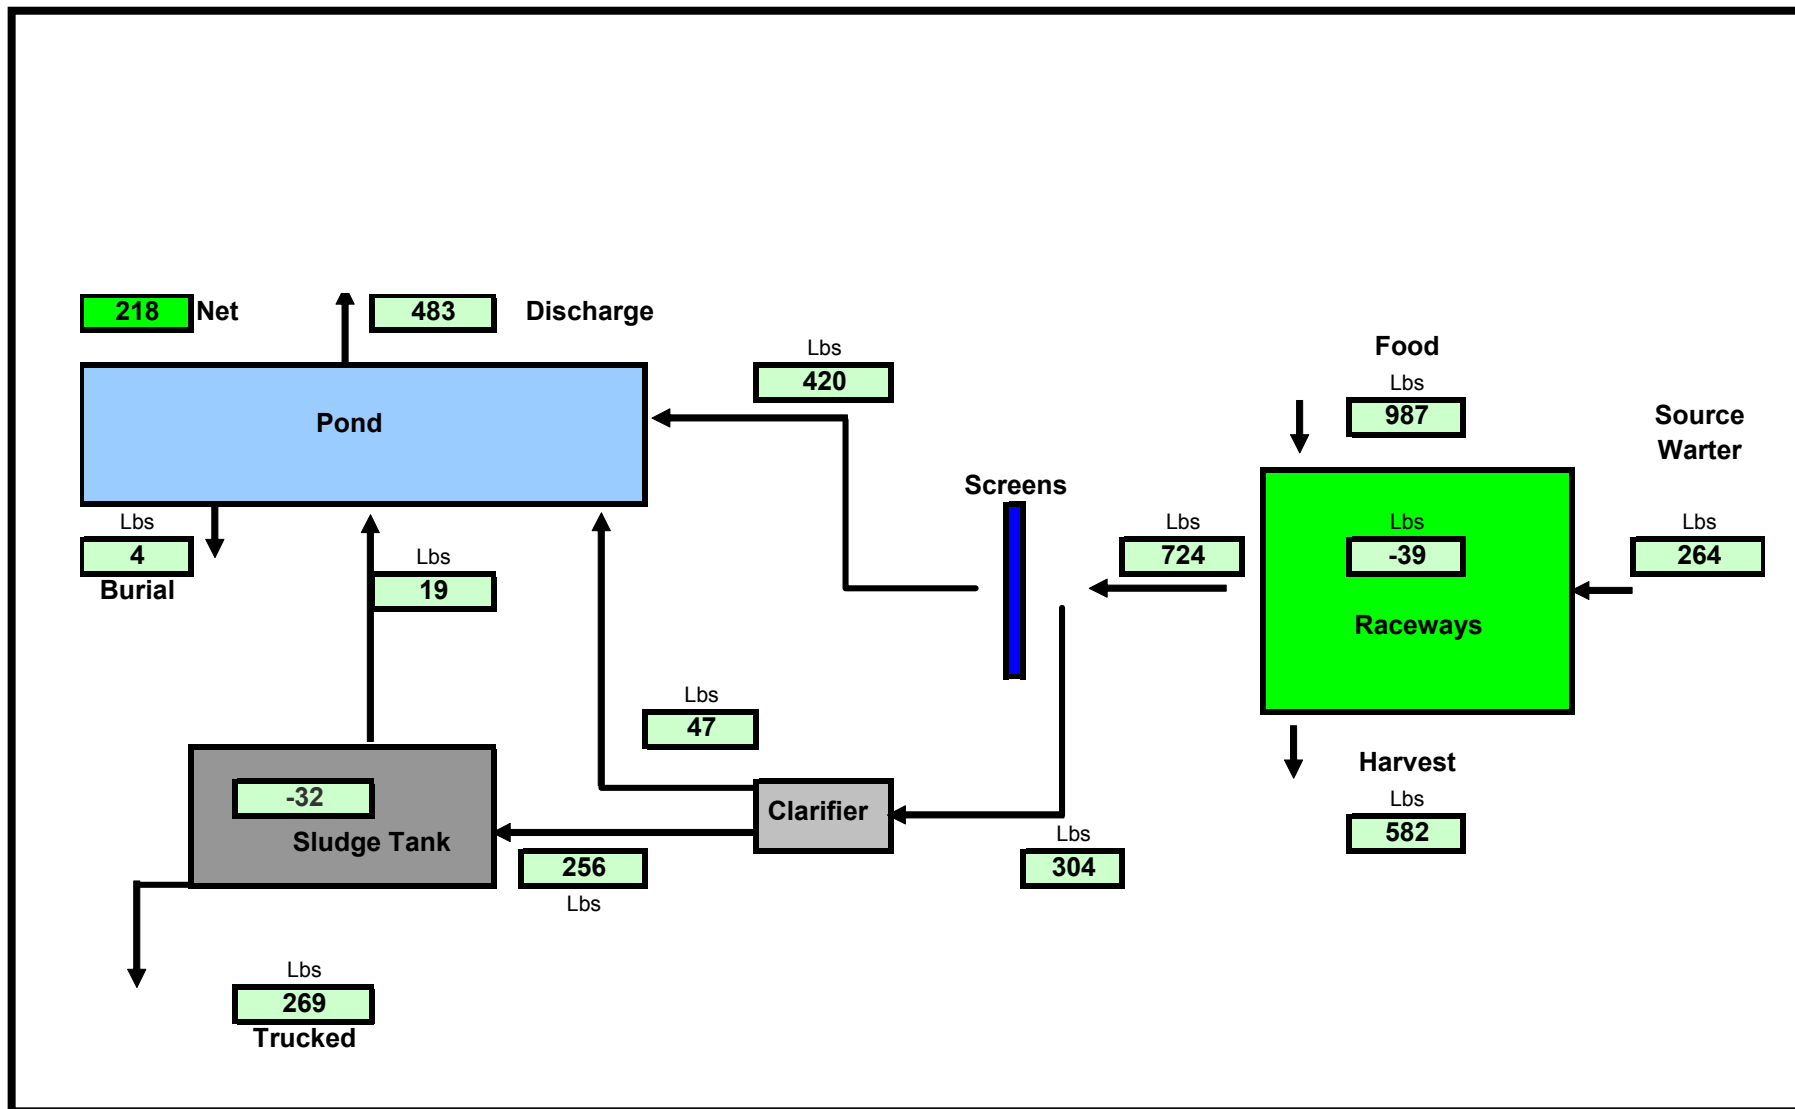 218 Net
483
Discharge
Lbs
420
Food
Lbs
987
Source
Warter
Pond
Screens
Lbs
4
Burial
Lbs
19
Lbs
724
Lbs
-39
Raceways
Lbs
264
Lbs
47
Harvest
Lbs
582
-32
Sludge Tank
Clarifier
256
Lbs
Lbs
304
Lbs
269
Trucked